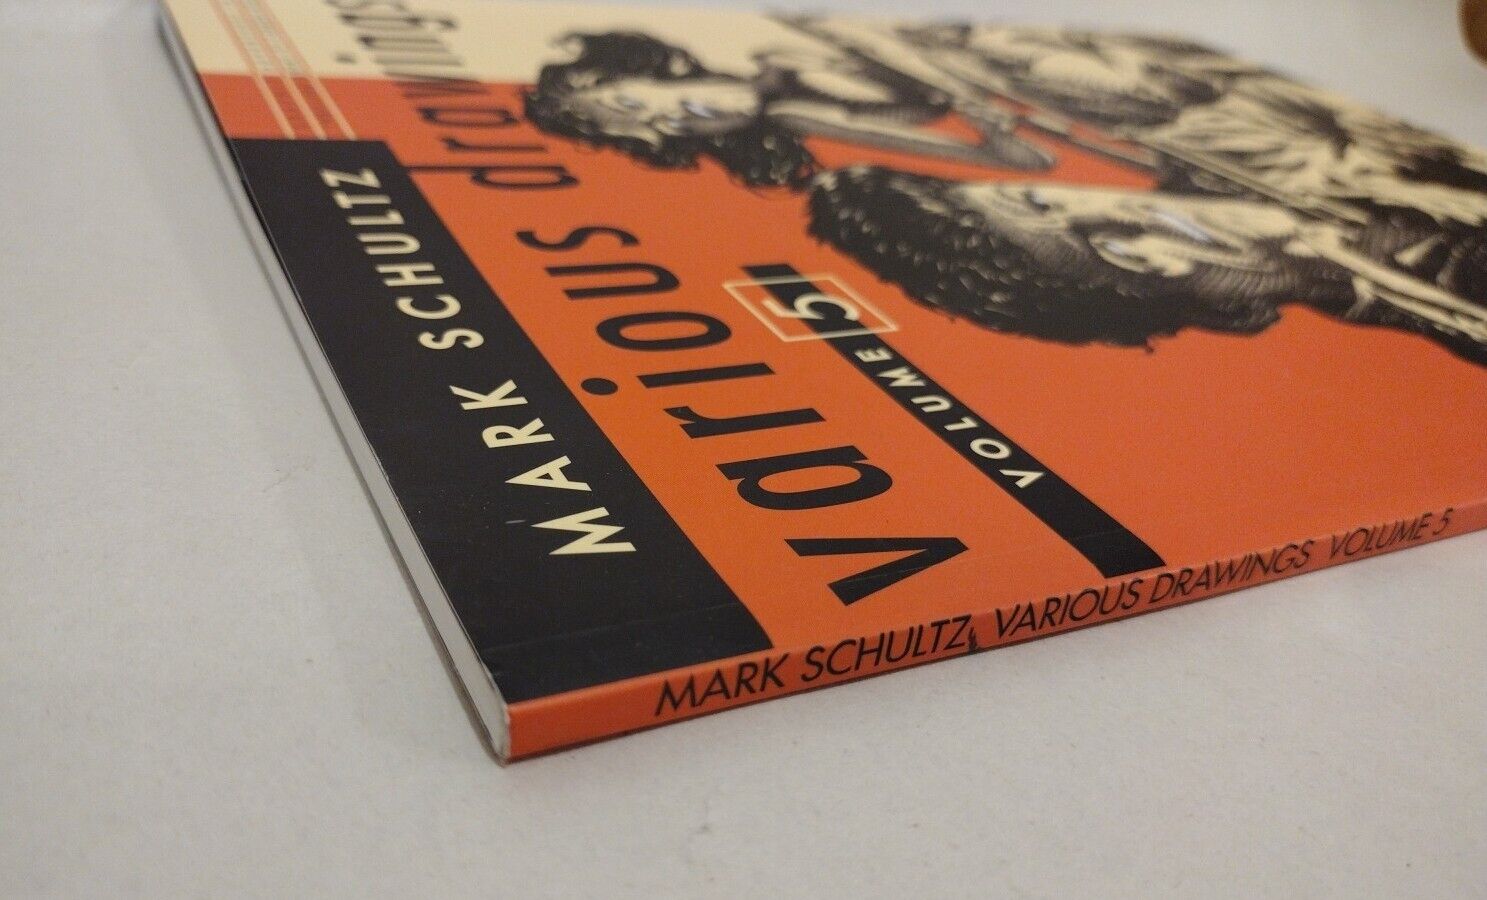 MARK SCHULTZ
various drawings
VOLUME 5
MARK SCHULTZ, VARIOUS DRAWINGS VOLUME 5